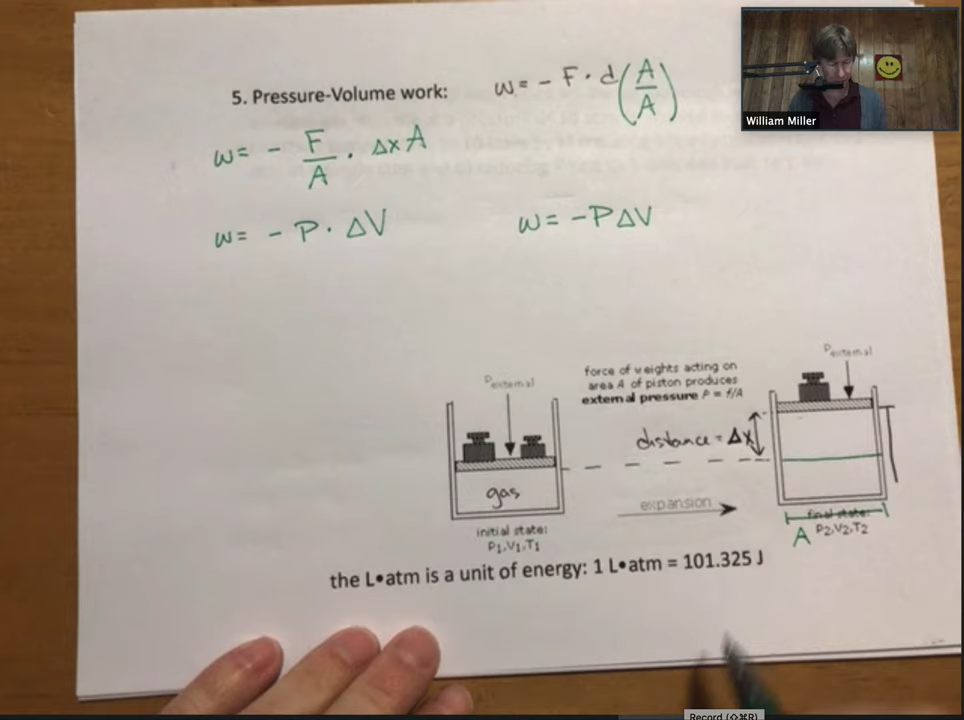 5. Pressure-Volume work:
w = - F · d (A/A)
w = - F/A · Δx A
w = - P · ΔV
w = -PΔV
William Miller
Pexternal
force of weights acting on
area A of piston produces
external pressure P = f/A
Pexternal
distance = Δx
gas
expansion
initial state:
P1,V1,T1
final state:
P2,V2,T2
A
the L•atm is a unit of energy: 1 L•atm = 101.325 J
Record (⇧⌘R)